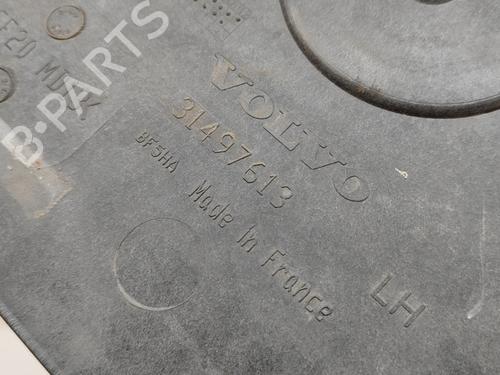 B-PARTS
VOLVO
31497613
BF5HA
Made In France
LH